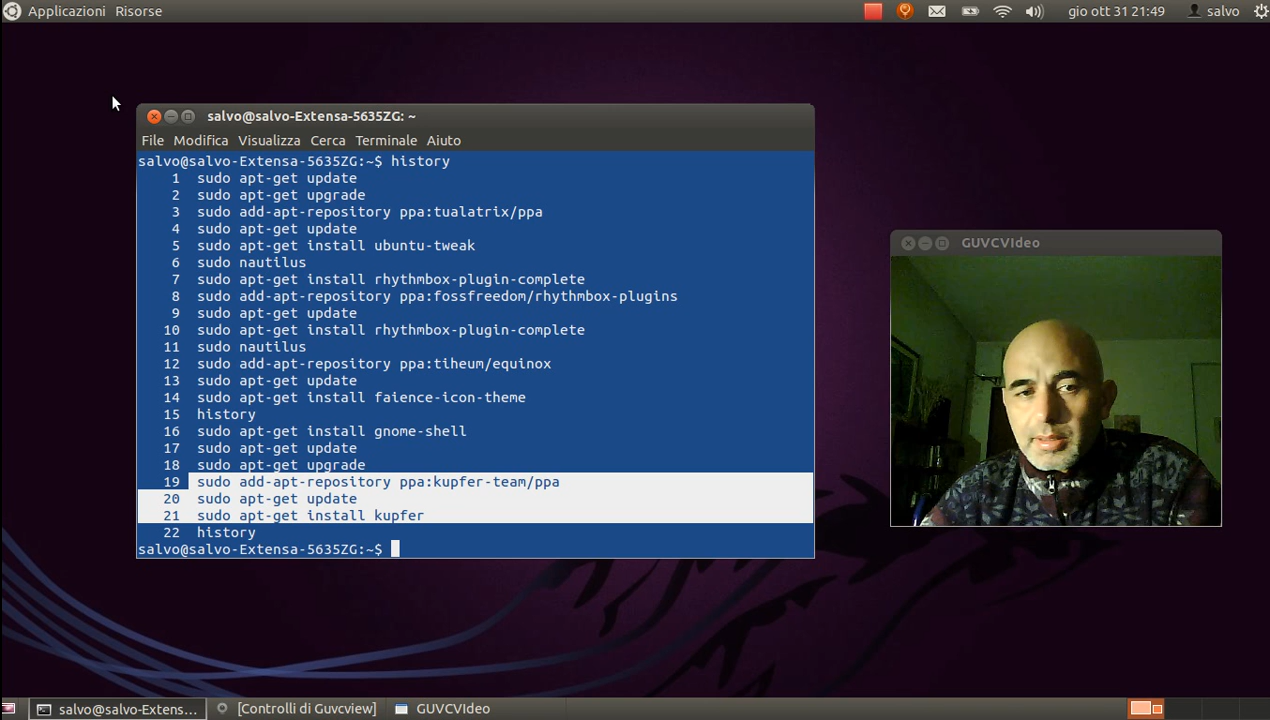 Applicazioni Risorse
gio ott 31 21:49 salvo
salvo@salvo-Extensa-5635ZG: ~
File Modifica Visualizza Cerca Terminale Aiuto
salvo@salvo-Extensa-5635ZG:~$ history
1 sudo apt-get update
2 sudo apt-get upgrade
3 sudo add-apt-repository ppa:tualatrix/ppa
4 sudo apt-get update
5 sudo apt-get install ubuntu-tweak
6 sudo nautilus
7 sudo apt-get install rhythmbox-plugin-complete
8 sudo add-apt-repository ppa:fossfreedom/rhythmbox-plugins
9 sudo apt-get update
10 sudo apt-get install rhythmbox-plugin-complete
11 sudo nautilus
12 sudo add-apt-repository ppa:tiheum/equinox
13 sudo apt-get update
14 sudo apt-get install faience-icon-theme
15 history
16 sudo apt-get install gnome-shell
17 sudo apt-get update
18 sudo apt-get upgrade
19 sudo add-apt-repository ppa:kupfer-team/ppa
20 sudo apt-get update
21 sudo apt-get install kupfer
22 history
salvo@salvo-Extensa-5635ZG:~$
GUVCVIdeo
salvo@salvo-Extens... [Controlli di Guvcview] GUVCVIdeo